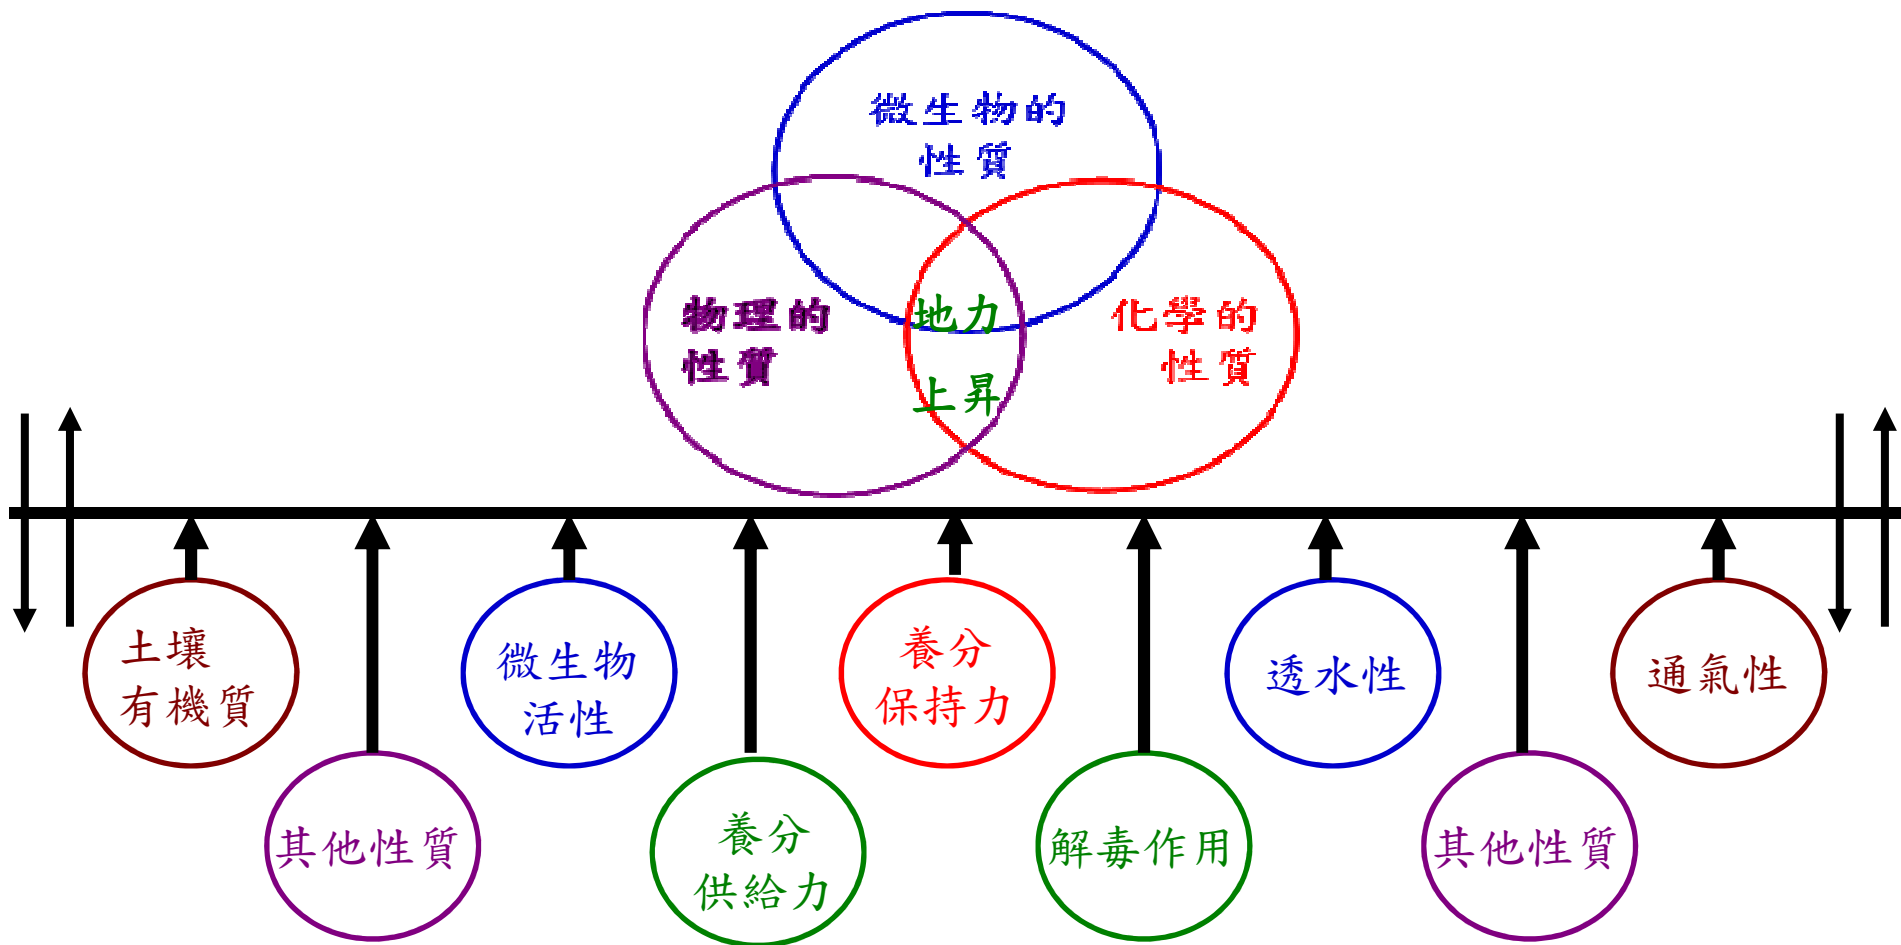 微生物的
性質
物理的
性質
地力
上昇
化學的
性質
土壤
有機質
其他性質
微生物
活性
養分
供給力
養分
保持力
解毒作用
透水性
其他性質
通氣性